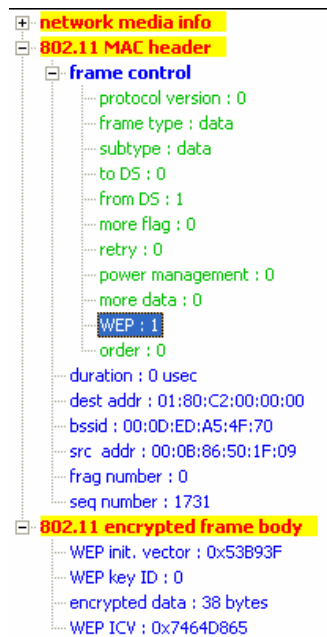 network media info
802.11 MAC header
frame control
protocol version : 0
frame type : data
subtype : data
to DS : 0
from DS : 1
more flag : 0
retry : 0
power management : 0
more data : 0
WEP : 1
order : 0
duration : 0 usec
dest addr : 01:80:C2:00:00:00
bssid : 00:0D:ED:A5:4F:70
src addr : 00:0B:86:50:1F:09
frag number : 0
seq number : 1731
802.11 encrypted frame body
WEP init. vector : 0x53B93F
WEP key ID : 0
encrypted data : 38 bytes
WEP ICV : 0x7464D865